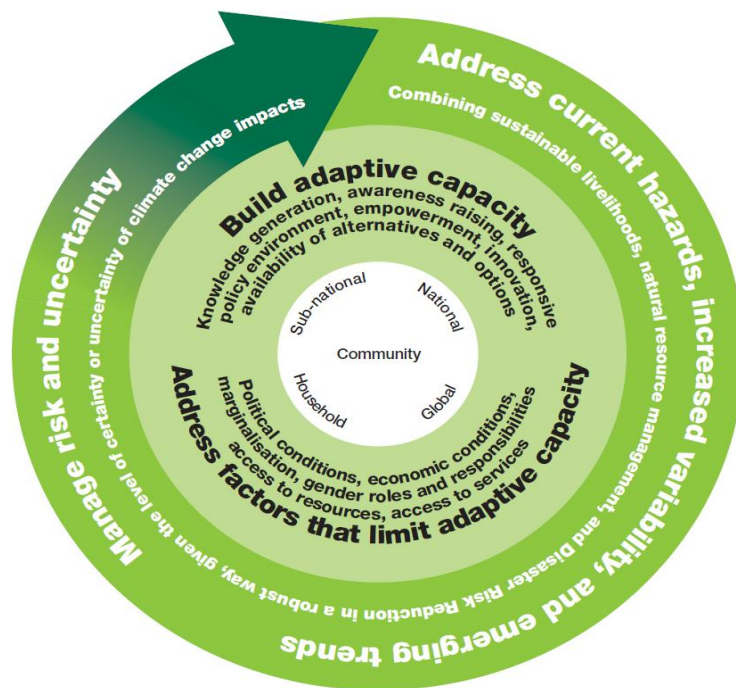 Address current hazards, increased variability, and emerging trends
Combining sustainable livelihoods, natural resource management, and Disaster Risk Reduction in a robust way, given the level of certainty or uncertainty of climate change impacts
Manage risk and uncertainty
Build adaptive capacity
Knowledge generation, awareness raising, responsive
policy environment, empowerment, innovation,
availability of alternatives and options
Sub-national
National
Community
Household
Global
Political conditions, economic conditions,
marginalisation, gender roles and responsibilities
access to resources, access to services
Address factors that limit adaptive capacity